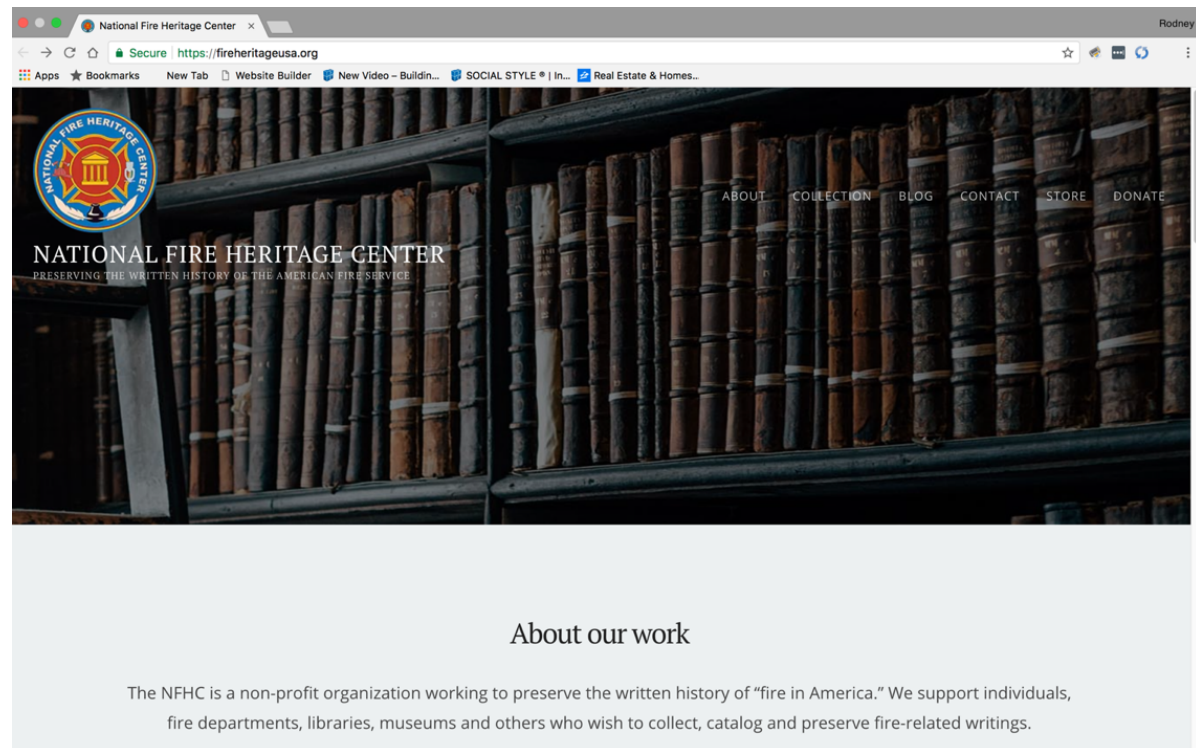 National Fire Heritage Center ×
Rodney
Secure https://fireheritageusa.org
Apps Bookmarks New Tab Website Builder New Video – Buildin... SOCIAL STYLE ® | In... Real Estate & Homes...
NATIONAL FIRE HERITAGE CENTER
ABOUT COLLECTION BLOG CONTACT STORE DONATE
NATIONAL FIRE HERITAGE CENTER
PRESERVING THE WRITTEN HISTORY OF THE AMERICAN FIRE SERVICE
About our work
The NFHC is a non-profit organization working to preserve the written history of “fire in America.” We support individuals,
fire departments, libraries, museums and others who wish to collect, catalog and preserve fire-related writings.